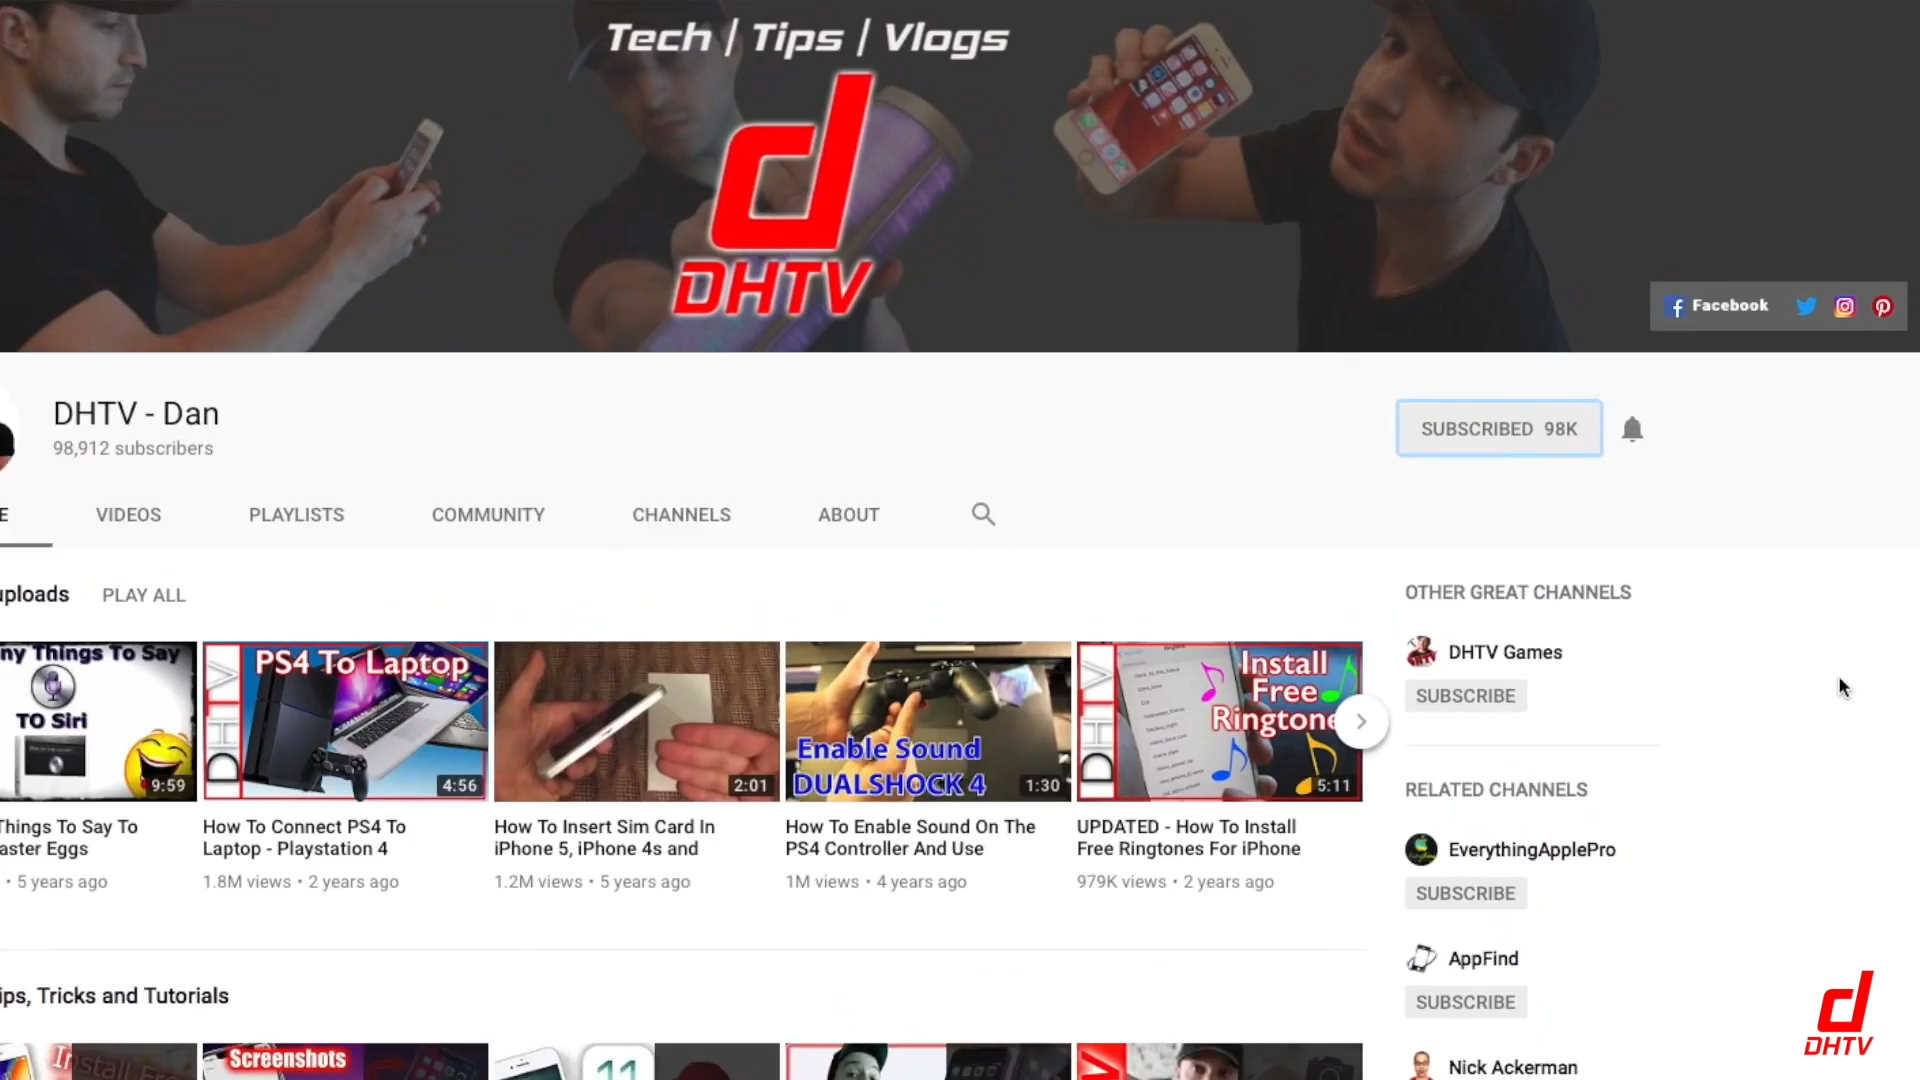 Tech | Tips | Vlogs
d
DHTV
Facebook
DHTV - Dan
98,912 subscribers
SUBSCRIBED 98K
E
VIDEOS
PLAYLISTS
COMMUNITY
CHANNELS
ABOUT
uploads
PLAY ALL
ny Things To Say
TO Siri
9:59
Things To Say To
aster Eggs
• 5 years ago
DHTV
PS4 To Laptop
4:56
How To Connect PS4 To
Laptop - Playstation 4
1.8M views • 2 years ago
2:01
How To Insert Sim Card In
iPhone 5, iPhone 4s and
1.2M views • 5 years ago
Enable Sound
DUALSHOCK 4
1:30
How To Enable Sound On The
PS4 Controller And Use
1M views • 4 years ago
DHTV
Install
Free
Ringtone
5:11
UPDATED - How To Install
Free Ringtones For iPhone
979K views • 2 years ago
OTHER GREAT CHANNELS
DHTV Games
SUBSCRIBE
RELATED CHANNELS
EverythingApplePro
SUBSCRIBE
AppFind
SUBSCRIBE
Nick Ackerman
ips, Tricks and Tutorials
Install Fre
Screenshots
11
d
DHTV